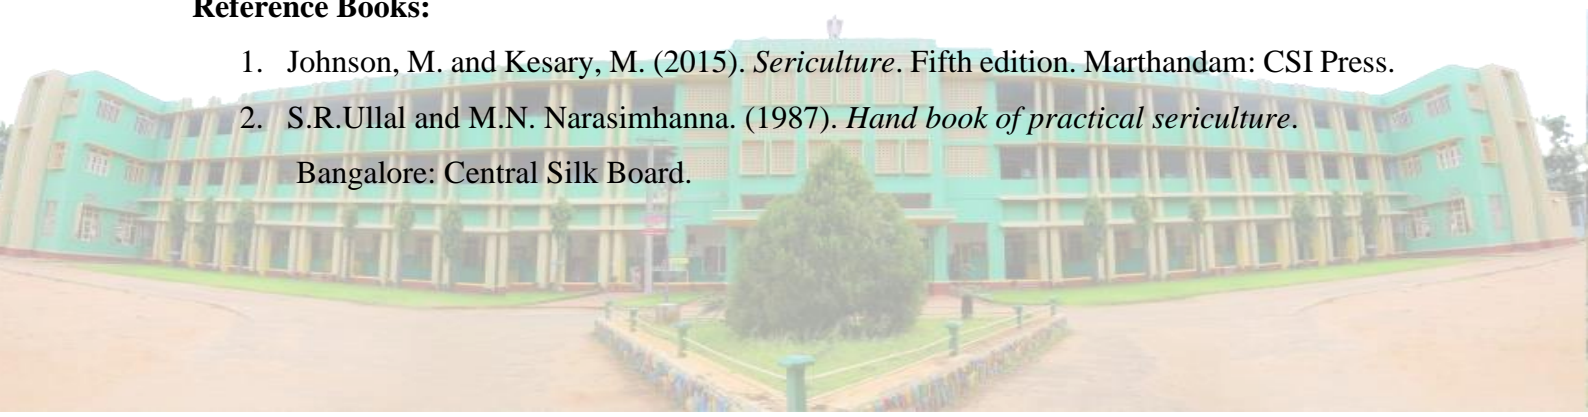 Reference Books:
1. Johnson, M. and Kesary, M. (2015). Sericulture. Fifth edition. Marthandam: CSI Press.
2. S.R.Ullal and M.N. Narasimhanna. (1987). Hand book of practical sericulture.
Bangalore: Central Silk Board.